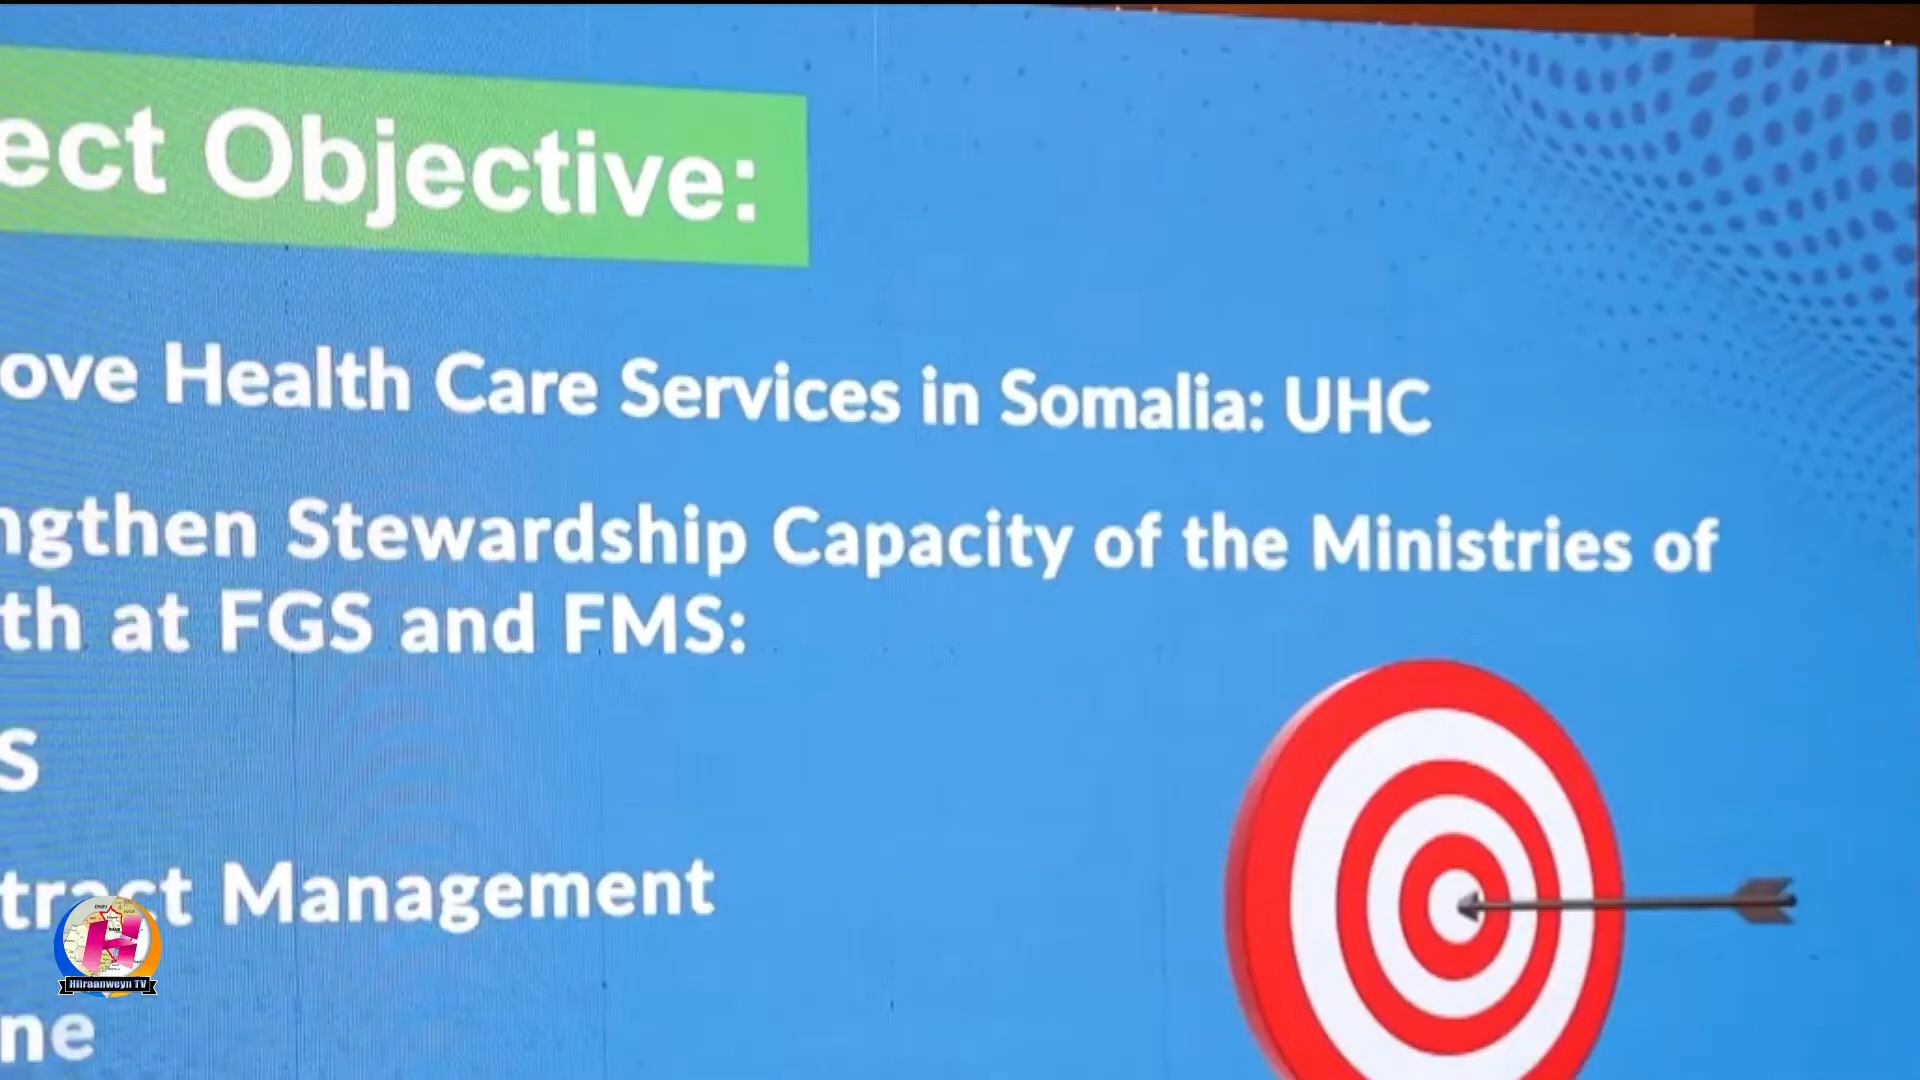 ect Objective:
ove Health Care Services in Somalia: UHC
ngthen Stewardship Capacity of the Ministries of
th at FGS and FMS:
S
tract Management
Hiiraanweyn TV
ne